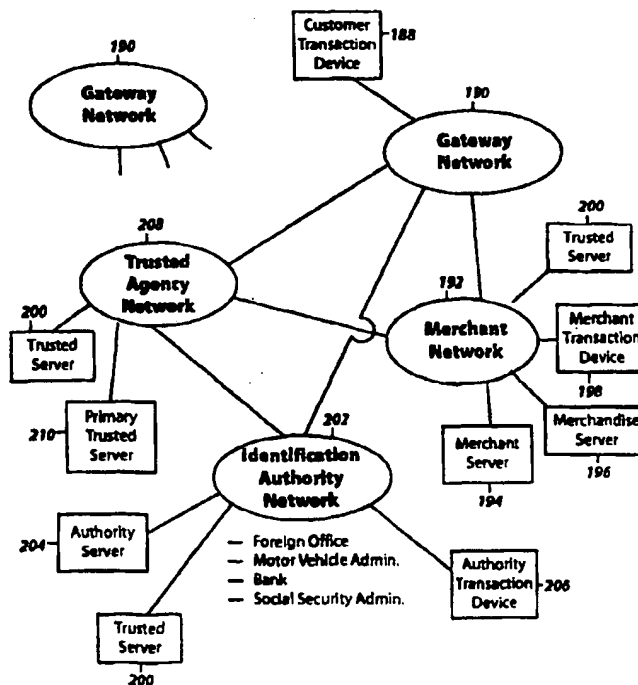 190
Gateway
Network
Customer
Transaction
Device
188
190
Gateway
Network
208
Trusted
Agency
Network
200
Trusted
Server
192
Merchant
Network
200
Trusted
Server
Merchant
Transaction
Device
198
210
Primary
Trusted
Server
Merchandise
Server
196
Merchant
Server
194
202
Identification
Authority
Network
204
Authority
Server
— Foreign Office
— Motor Vehicle Admin.
— Bank
— Social Security Admin.
Authority
Transaction
Device
206
Trusted
Server
200